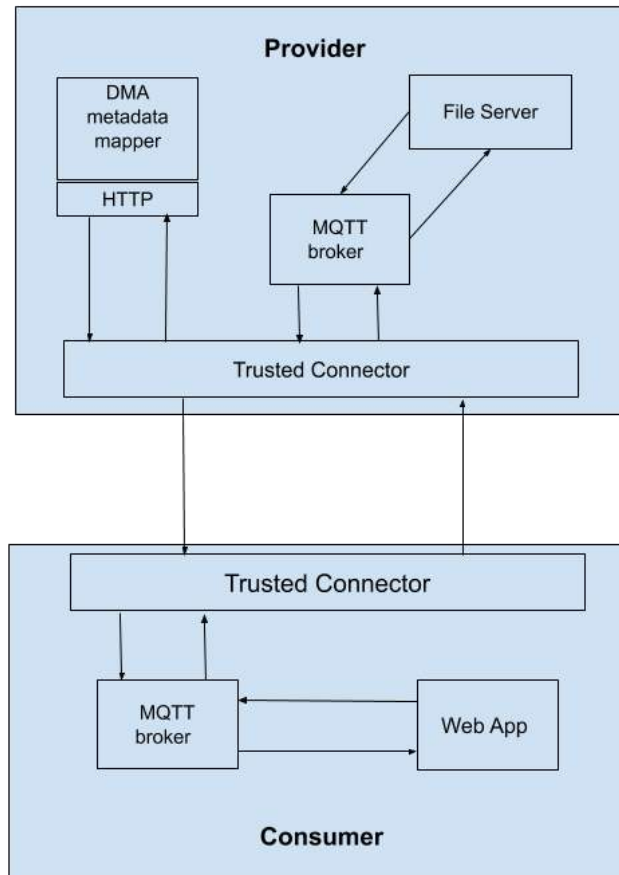 Provider
DMA
metadata
mapper
HTTP
File Server
MQTT
broker
Trusted Connector
Trusted Connector
MQTT
broker
Web App
Consumer